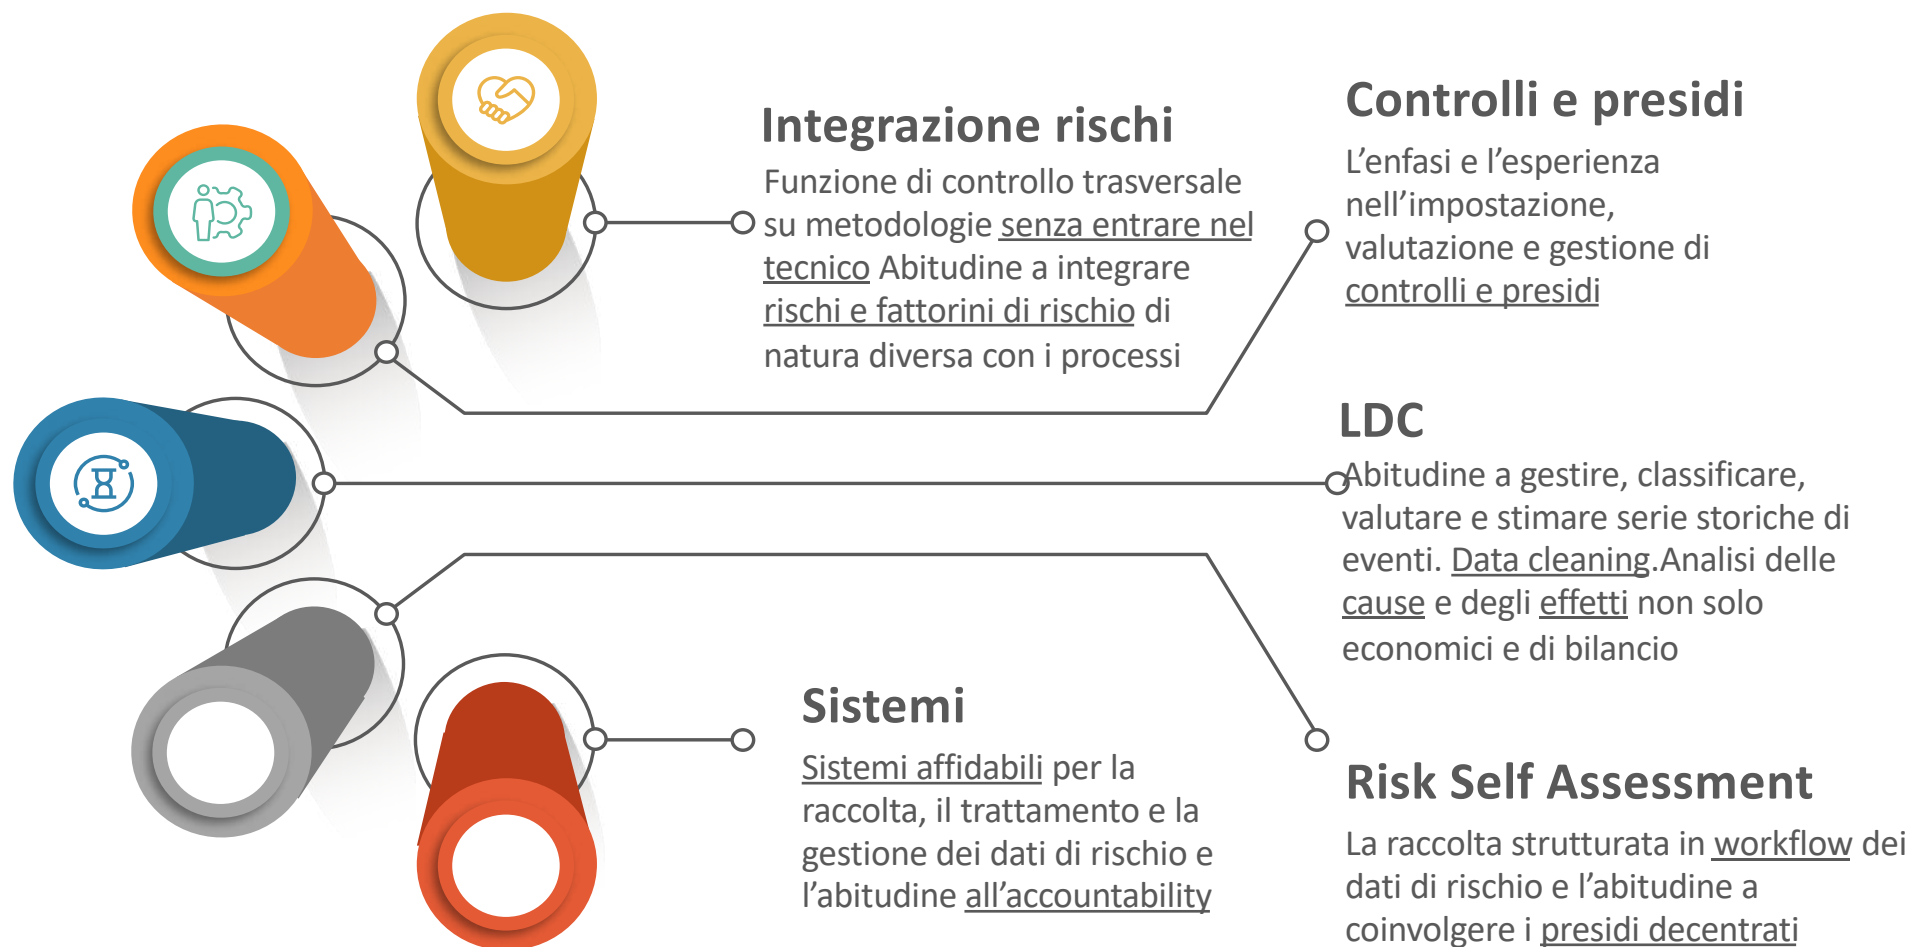 Integrazione rischi
Funzione di controllo trasversale
su metodologie senza entrare nel
tecnico Abitudine a integrare
rischi e fattorini di rischio di
natura diversa con i processi
Controlli e presidi
L’enfasi e l’esperienza
nell’impostazione,
valutazione e gestione di
controlli e presidi
LDC
Abitudine a gestire, classificare,
valutare e stimare serie storiche di
eventi. Data cleaning.Analisi delle
cause e degli effetti non solo
economici e di bilancio
Sistemi
Sistemi affidabili per la
raccolta, il trattamento e la
gestione dei dati di rischio e
l’abitudine all’accountability
Risk Self Assessment
La raccolta strutturata in workflow dei
dati di rischio e l’abitudine a
coinvolgere i presidi decentrati